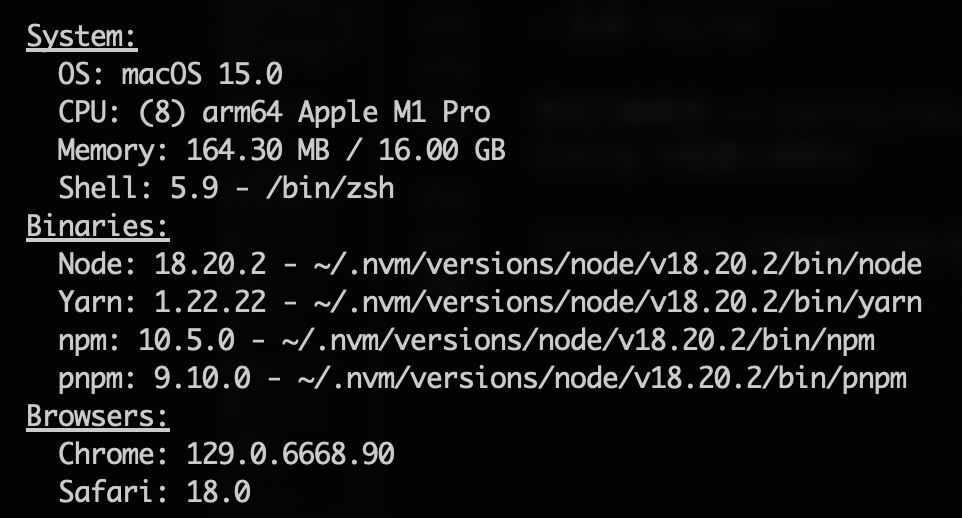 System:
OS: macOS 15.0
CPU: (8) arm64 Apple M1 Pro
Memory: 164.30 MB / 16.00 GB
Shell: 5.9 - /bin/zsh
Binaries:
Node: 18.20.2 - ~/.nvm/versions/node/v18.20.2/bin/node
Yarn: 1.22.22 - ~/.nvm/versions/node/v18.20.2/bin/yarn
npm: 10.5.0 - ~/.nvm/versions/node/v18.20.2/bin/npm
pnpm: 9.10.0 - ~/.nvm/versions/node/v18.20.2/bin/pnpm
Browsers:
Chrome: 129.0.6668.90
Safari: 18.0